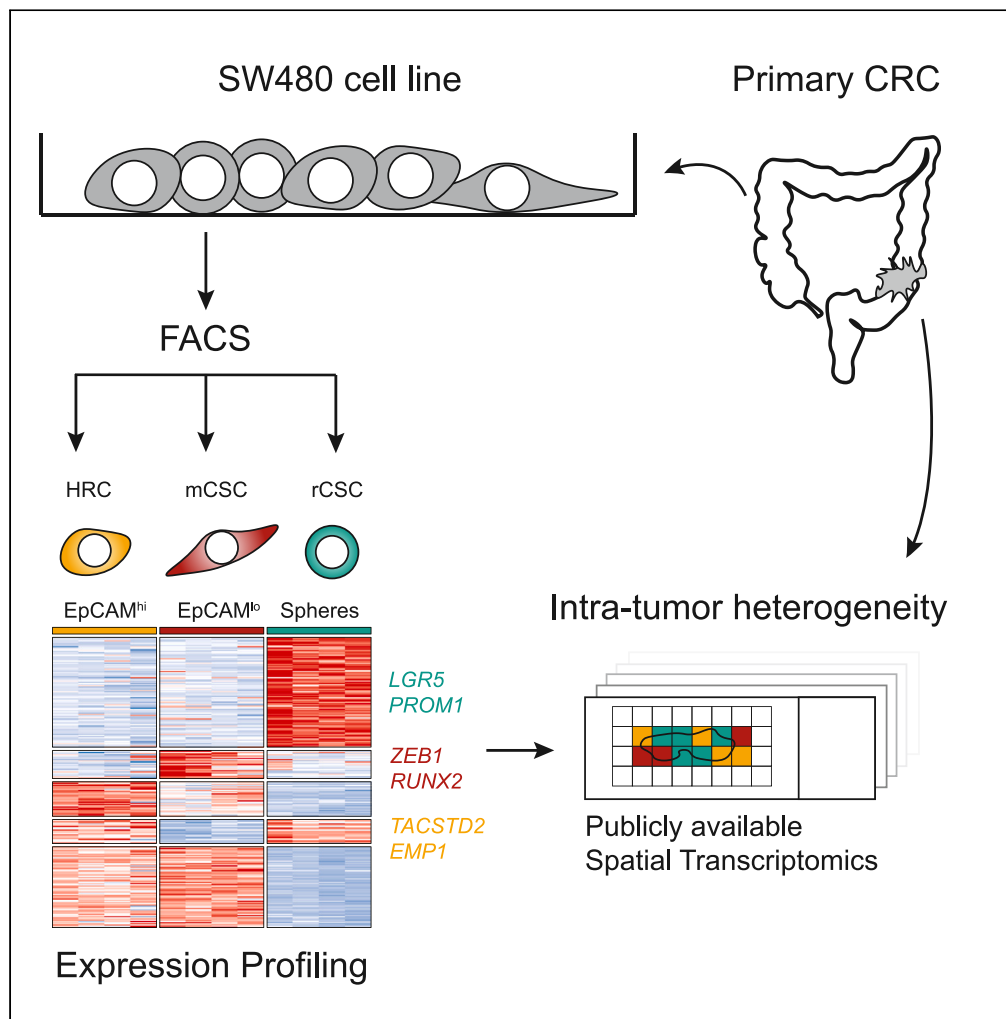 SW480 cell line
Primary CRC
FACS
HRC
mCSC
rCSC
EpCAMʰⁱ
EpCAMˡᵒ
Spheres
LGR5
PROM1
ZEB1
RUNX2
TACSTD2
EMP1
Expression Profiling
Intra-tumor heterogeneity
Publicly available
Spatial Transcriptomics